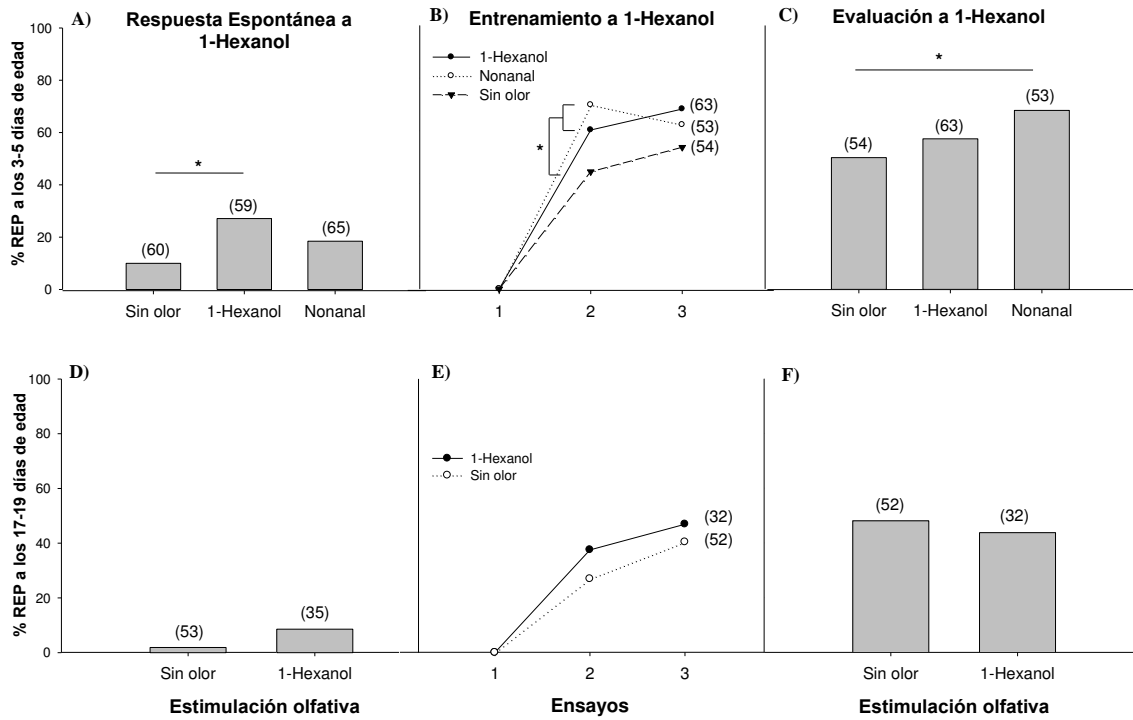 A)
Respuesta Espontánea a
1-Hexanol
% REP a los 3-5 días de edad
100
80
60
40
20
0
*
(60)
(59)
(65)
Sin olor
1-Hexanol
Nonanal
B)
Entrenamiento a 1-Hexanol
1-Hexanol
Nonanal
Sin olor
*
(63)
(53)
(54)
1
2
3
C)
Evaluación a 1-Hexanol
*
(54)
(63)
(53)
Sin olor
1-Hexanol
Nonanal
D)
% REP a los 17-19 días de edad
100
80
60
40
20
0
(53)
(35)
Sin olor
1-Hexanol
Estimulación olfativa
E)
1-Hexanol
Sin olor
(32)
(52)
1
2
3
Ensayos
F)
(52)
(32)
Sin olor
1-Hexanol
Estimulación olfativa